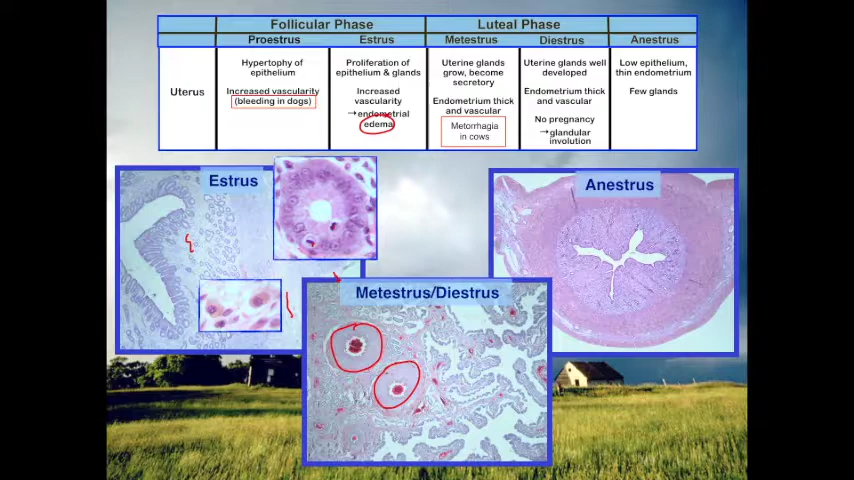 Follicular Phase
Luteal Phase
Proestrus
Estrus
Metestrus
Diestrus
Anestrus
Uterus
Hypertophy of
epithelium
Increased vascularity
(bleeding in dogs)
Proliferation of
epithelium & glands
Increased
vascularity
→endometrial
edema
Uterine glands
grow, become
secretory
Endometrium thick
and vascular
Metorrhagia
in cows
Uterine glands well
developed
Endometrium thick
and vascular
No pregnancy
→glandular
involution
Low epithelium,
thin endometrium
Few glands
Estrus
Metestrus/Diestrus
Anestrus